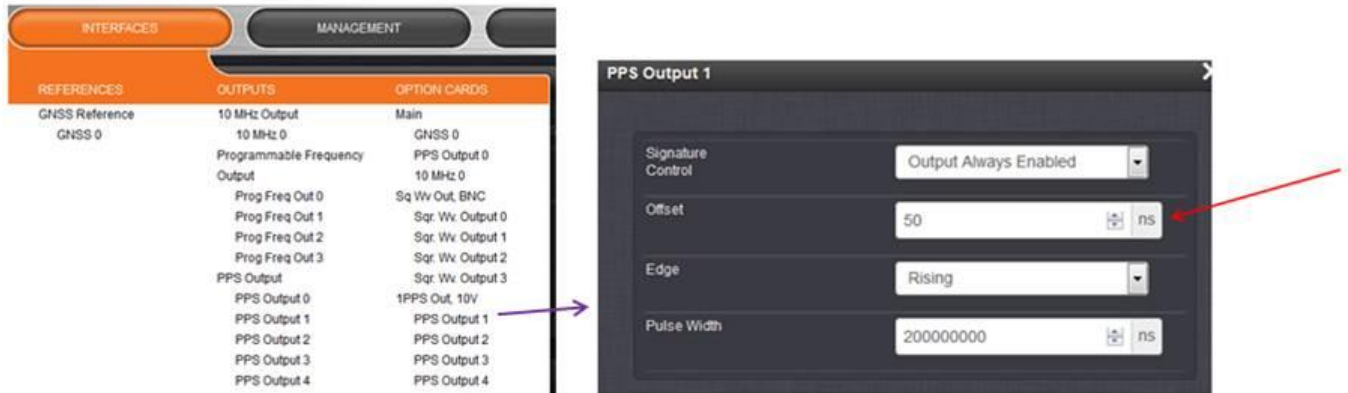 INTERFACES
MANAGEMENT
REFERENCES
GNSS Reference
GNSS 0
OUTPUTS
10 MHz Output
10 MHz 0
Programmable Frequency
Output
Prog Freq Out 0
Prog Freq Out 1
Prog Freq Out 2
Prog Freq Out 3
PPS Output
PPS Output 0
PPS Output 1
PPS Output 2
PPS Output 3
PPS Output 4
OPTION CARDS
Main
GNSS 0
PPS Output 0
10 MHz 0
Sq Wv Out, BNC
Sqr. Wv. Output 0
Sqr. Wv. Output 1
Sqr. Wv. Output 2
Sqr. Wv. Output 3
1PPS Out, 10V
PPS Output 1
PPS Output 2
PPS Output 3
PPS Output 4
PPS Output 1
X
Signature
Control
Output Always Enabled
Offset
50 ns
Edge
Rising
Pulse Width
200000000 ns